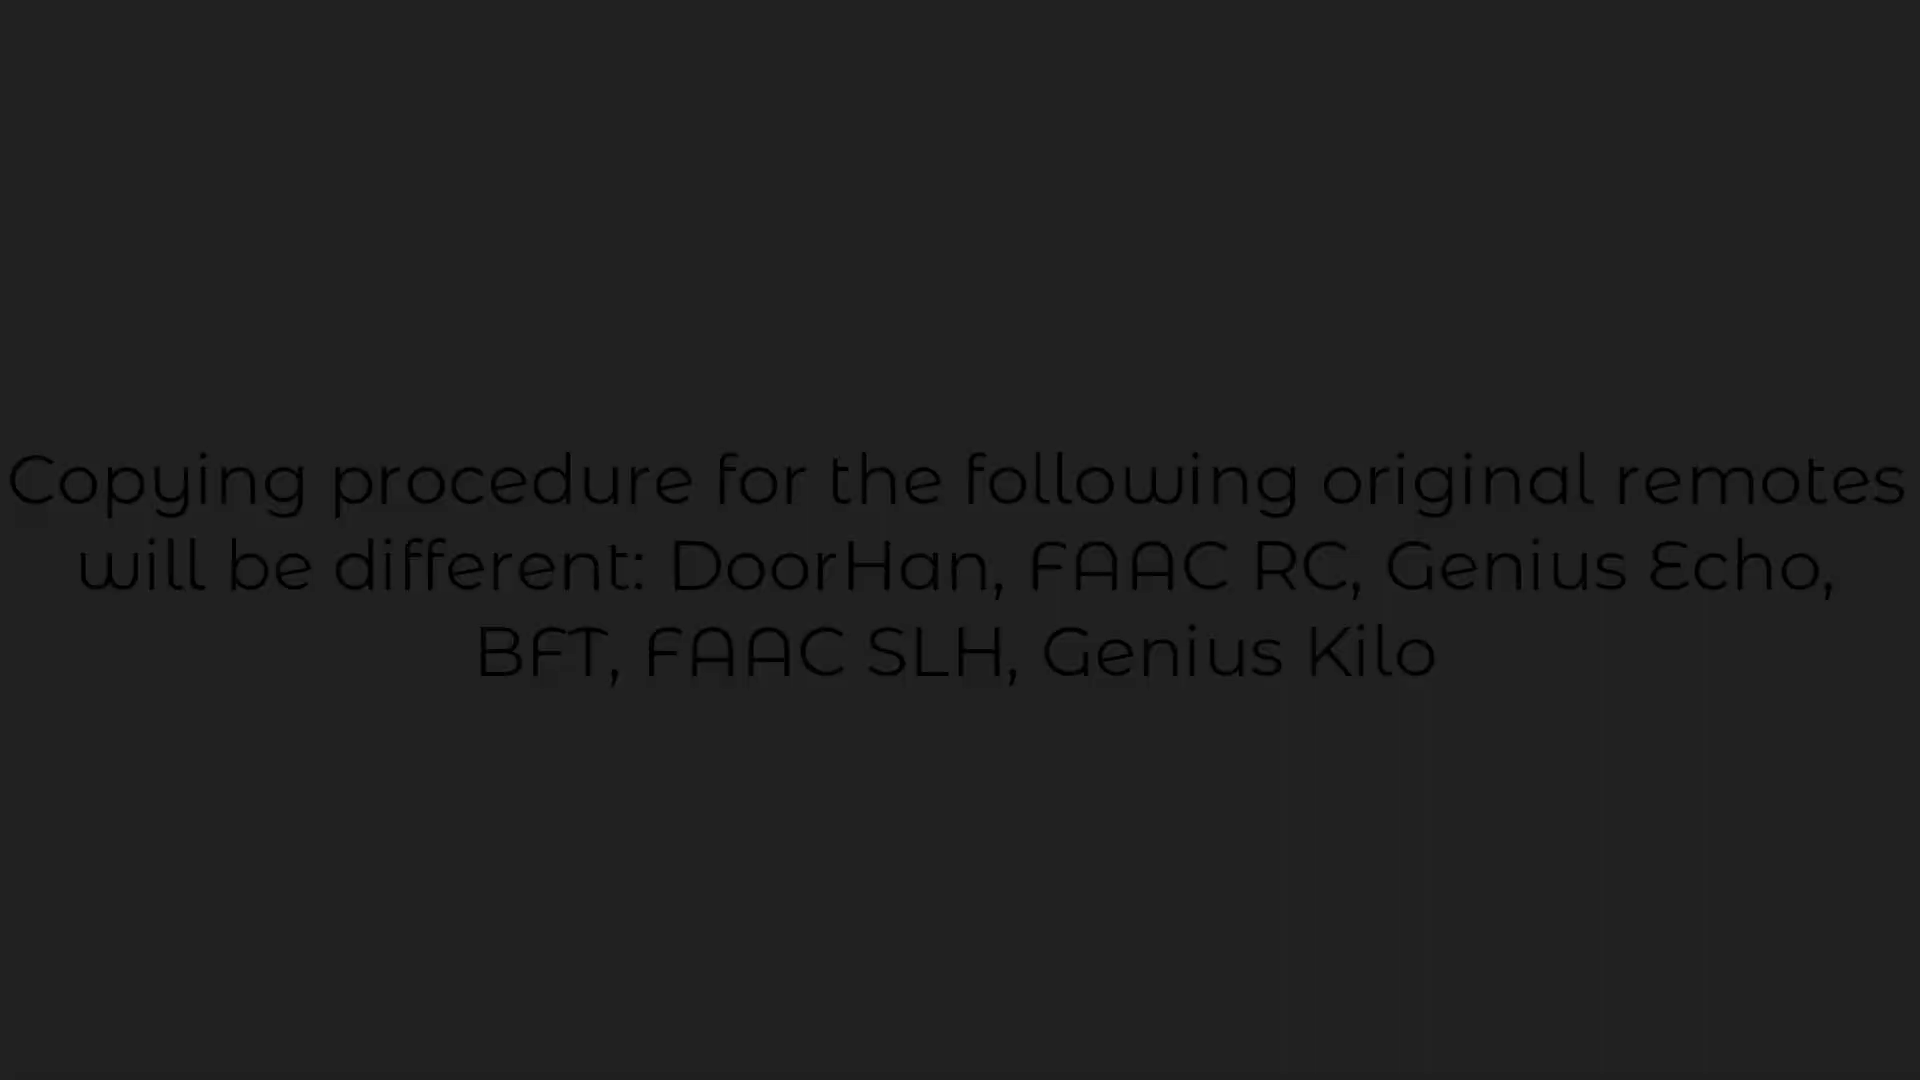 Copying procedure for the following original remotes
will be different: DoorHan, FAAC RC, Genius Echo,
BFT, FAAC SLH, Genius Kilo